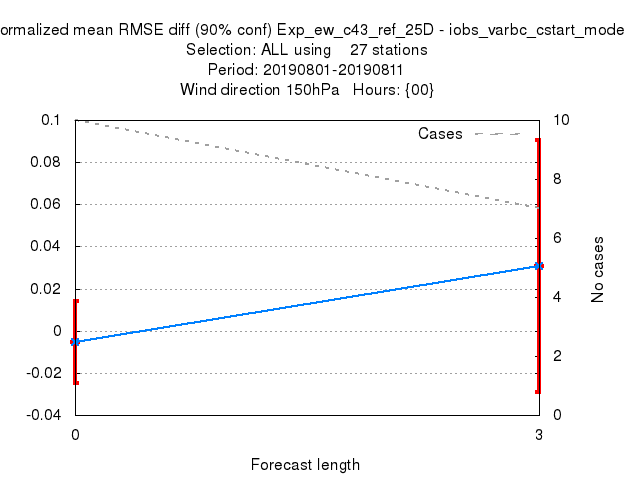 ormalized mean RMSE diff (90% conf) Exp_ew_c43_ref_25D - iobs_varbc_cstart_mode
Selection: ALL using    27 stations
Period: 20190801-20190811
Wind direction 150hPa   Hours: {00}
0.1
0.08
0.06
0.04
0.02
0
-0.02
-0.04
Cases
10
8
6
4
2
0
No cases
0
3
Forecast length